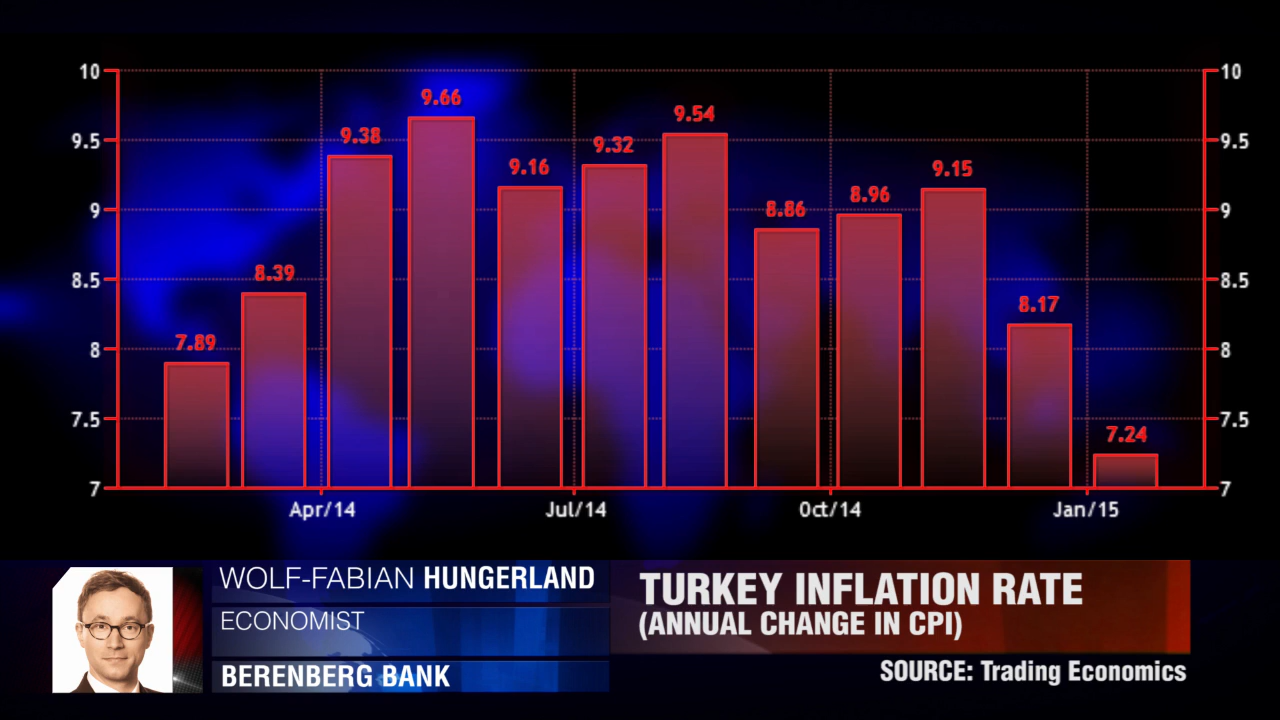 10 10
9.66
9.54
9.5 9.38 9.32 9.5
9.16 9.15
9 8.86 8.96 9
8.5 8.39 8.5
8.17
8 7.89 8
7.5 7.24 7.5
7 7
Apr/14 Jul/14 Oct/14 Jan/15
WOLF-FABIAN HUNGERLAND
ECONOMIST
BERENBERG BANK
TURKEY INFLATION RATE
(ANNUAL CHANGE IN CPI)
SOURCE: Trading Economics